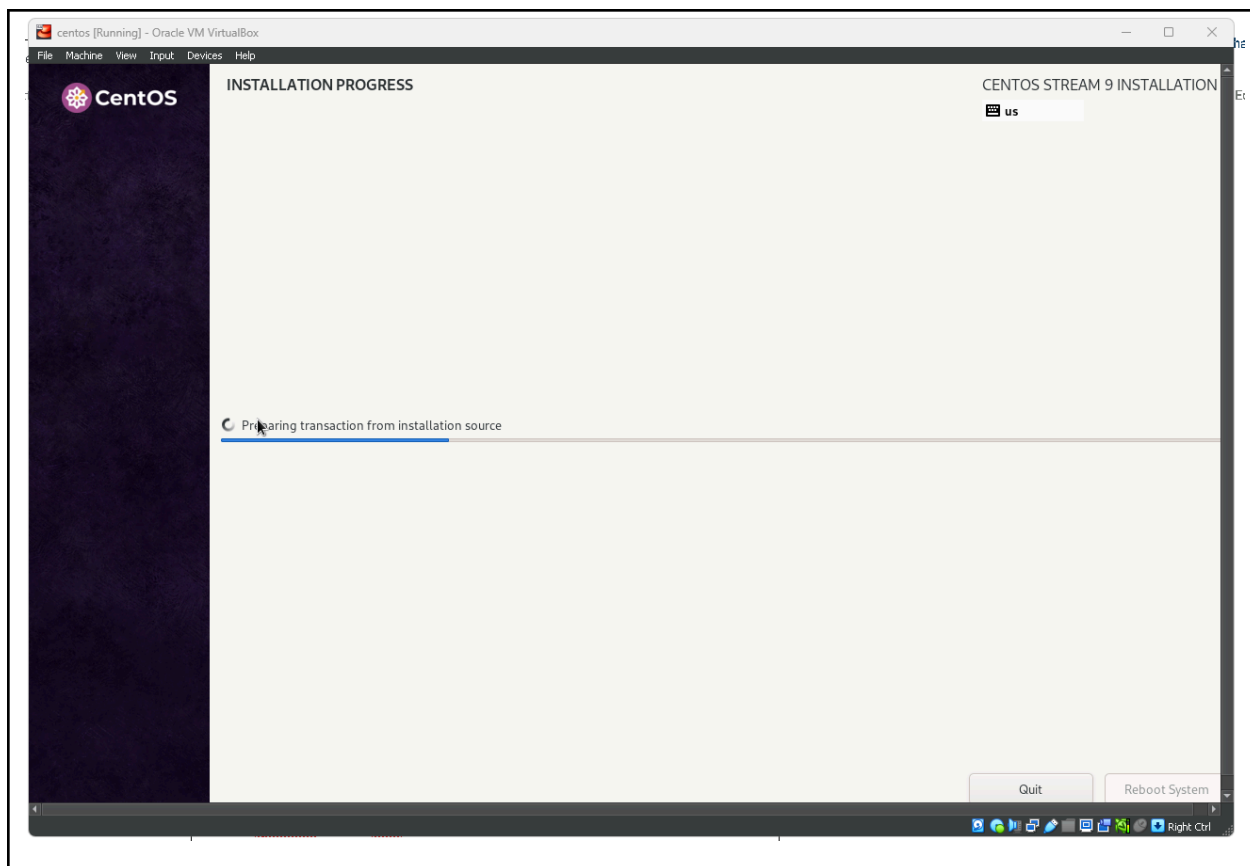 centos [Running] - Oracle VM VirtualBox
File Machine View Input Devices Help
CentOS
INSTALLATION PROGRESS
CENTOS STREAM 9 INSTALLATION
us
Preparing transaction from installation source
Quit
Reboot System
Right Ctrl